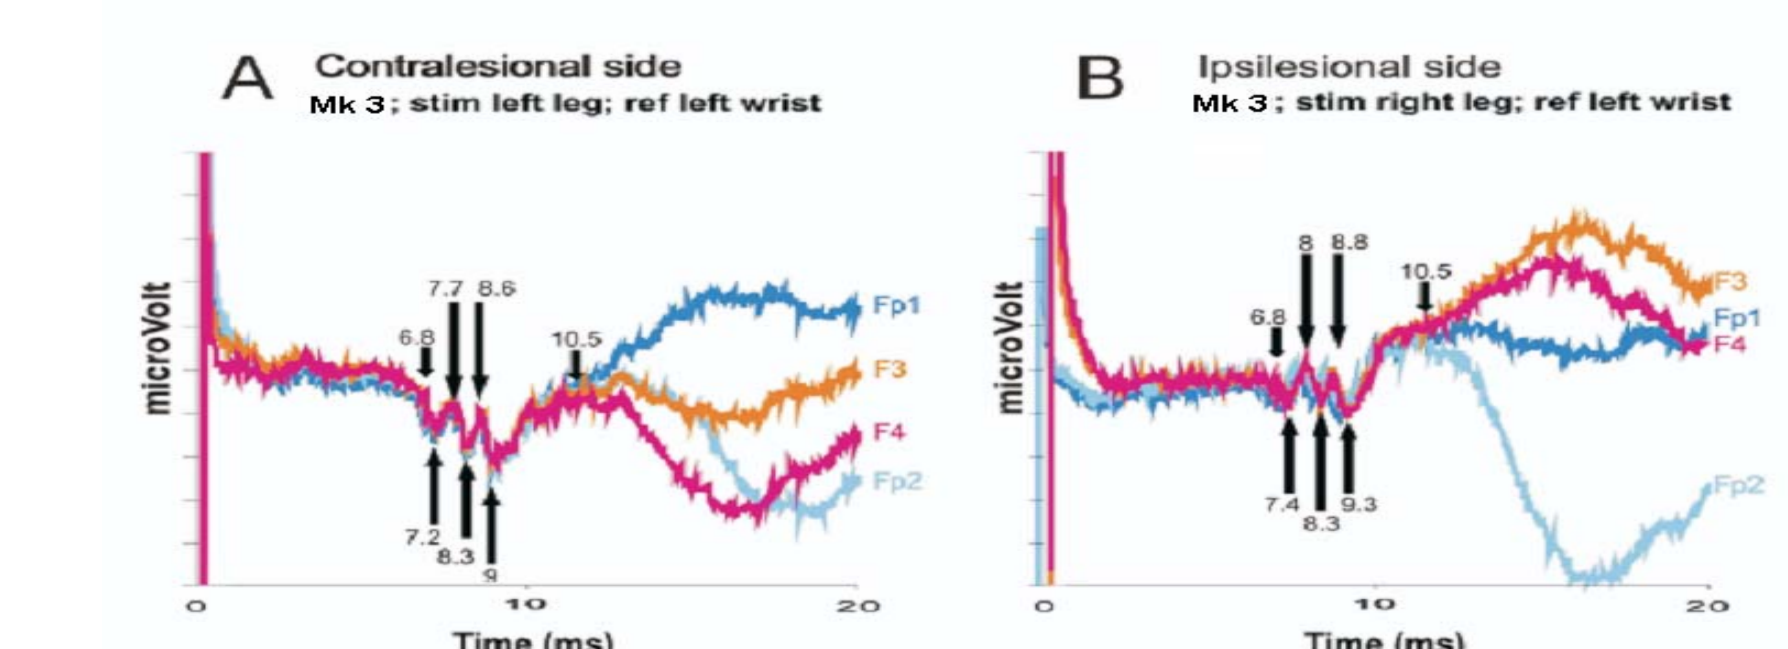 A Contralesional side
Mk 3; stim left leg; ref left wrist
microVolt
6.8
7.7
8.6
10.5
7.2
8.3
9
Fp1
F3
F4
Fp2
0
10
20
Time (ms)
B Ipsilesional side
Mk 3; stim right leg; ref left wrist
microVolt
6.8
8
8.8
10.5
7.4
8.3
9.3
F3
Fp1
F4
Fp2
0
10
20
Time (ms)